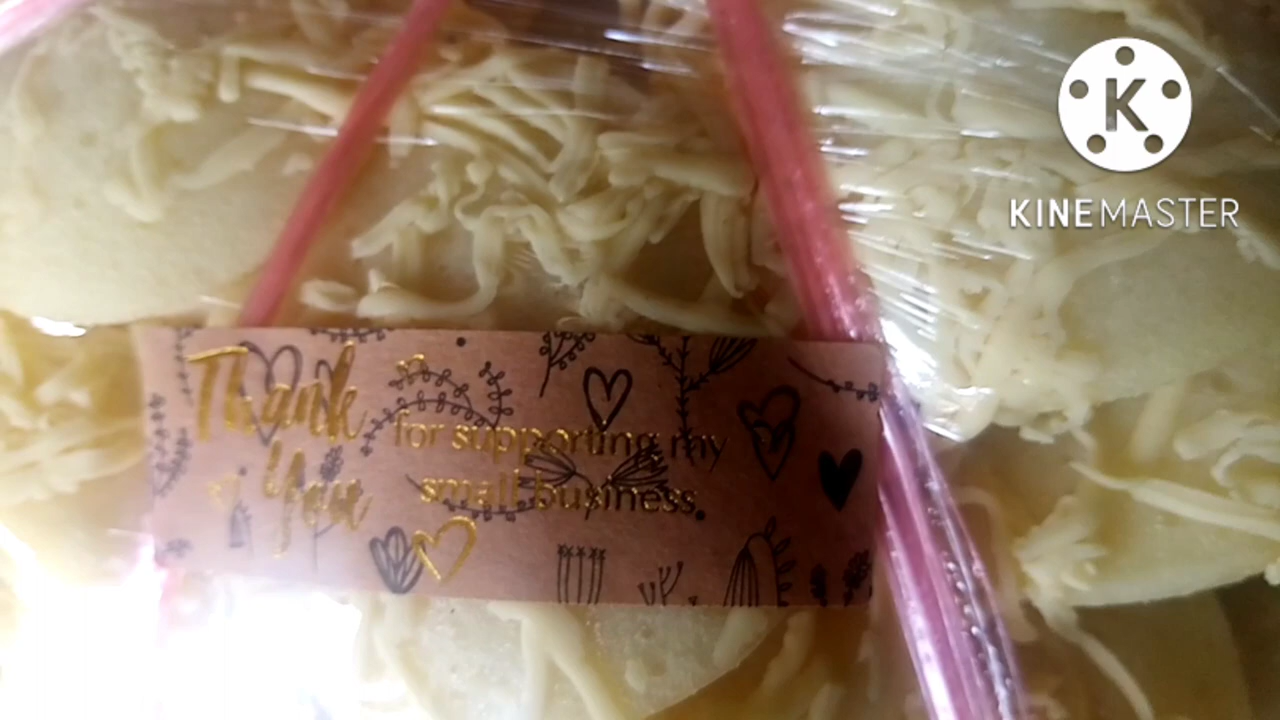 K
KINEMASTER
Thank
You
for supporting my
small business.